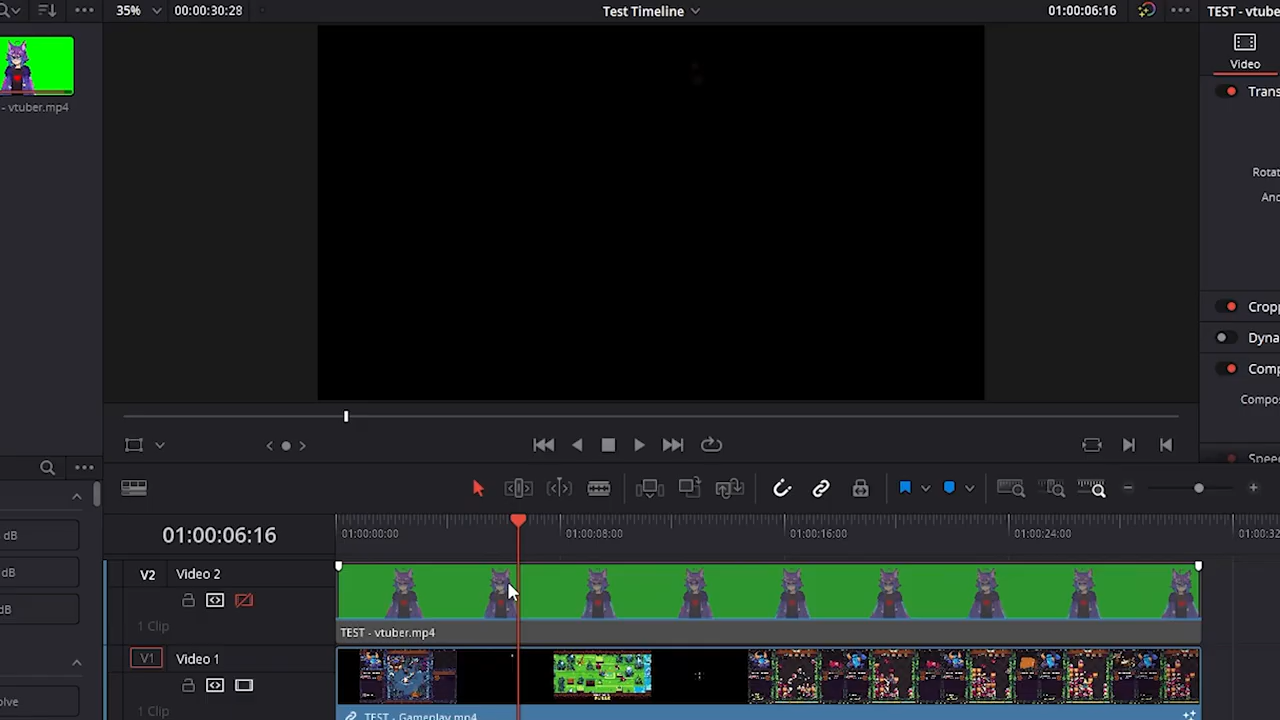 35%
00:00:30:28
Test Timeline
01:00:06:16
TEST - vtube
Video
- vtuber.mp4
Trans
Rotat
Anc
Cropp
Dyna
Comp
Compos
Speed
dB
dB
dB
olve
01:00:06:16
01:00:00:00
01:00:08:00
01:00:16:00
01:00:24:00
01:00:32
V2
Video 2
1 Clip
TEST - vtuber.mp4
V1
Video 1
1 Clip
TEST - Gameplay.mp4